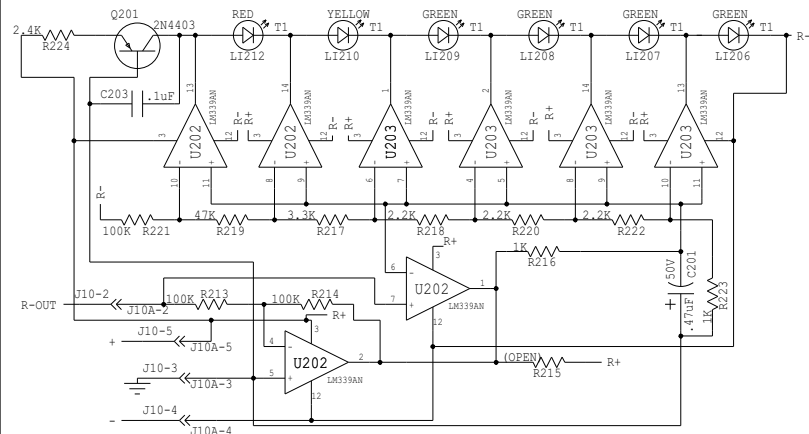 Q201 RED YELLOW GREEN GREEN GREEN GREEN
2.4K 2N4403 T1 T1 T1 T1 T1 T1 R-
R224 LI212 LI210 LI209 LI208 LI207 LI206
13 14 1 2 14 13
C203 .1uF
LM339AN LM339AN LM339AN LM339AN LM339AN LM339AN
R- R+ R- R+ R- R+ R- R+ R- R+
3 12 3 12 3 12 3 12 3 12 3 12
U202 U202 U203 U203 U203 U203
- + - + - + - + - + - +
10 11 8 9 6 7 4 5 8 9 10 11
R-
47K 3.3K 2.2K 2.2K 2.2K
100K R221 R219 R217 R218 R220 R222
R+
1K
R216
6 - 3
U202 1
7 + LM339AN
12
50V C201
+ .47uF
1K R223
J10-2 100K R213 100K R214
R-OUT J10A-2
R+
J10-5 3
+ J10A-5
4 - U202 2
5 + LM339AN
12
(OPEN) R+
R215
J10-3
J10A-3
J10-4
- J10A-4